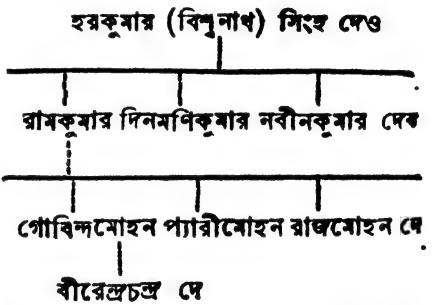 হরকুমার (বিশ্বনাথ) সিংহ দেও
রামকুমার দিনমণিকুমার নবীনকুমার দেব
গোবিন্দমোহন প্যারীমোহন রাজমোহন দে
বীরেন্দ্রচন্দ্র দে